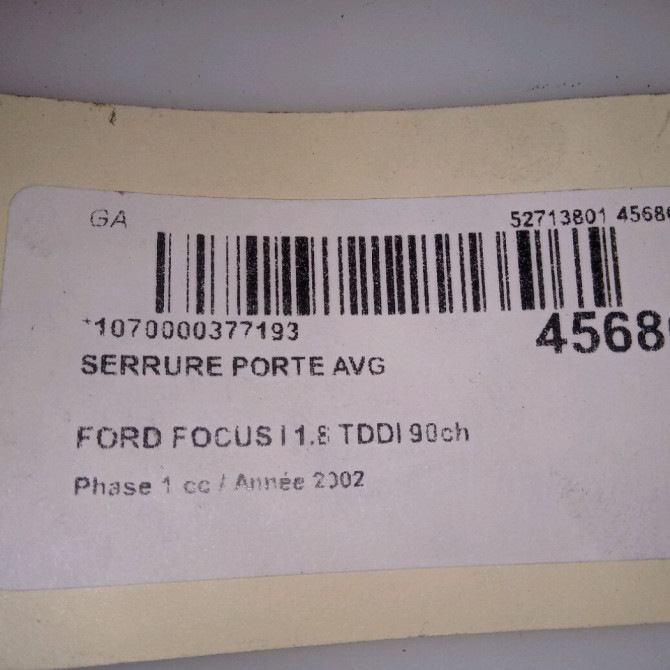 GA
52713801 4568
*1070000377193
4568
SERRURE PORTE AVG
FORD FOCUS I 1.8 TDDI 90ch
Phase 1 cc / Année 2002